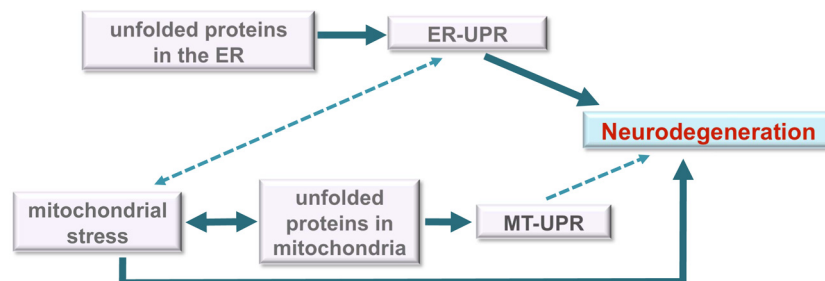 unfolded proteins
in the ER
ER-UPR
Neurodegeneration
mitochondrial
stress
unfolded
proteins in
mitochondria
MT-UPR